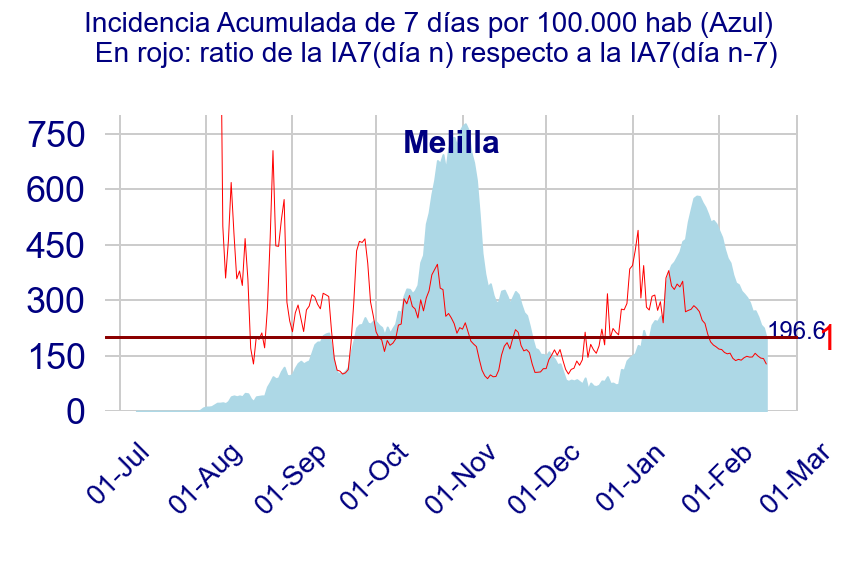 Incidencia Acumulada de 7 días por 100.000 hab (Azul)
En rojo: ratio de la IA7(día n) respecto a la IA7(día n-7)
Melilla
750
600
450
300
196.6
1
150
0
01-Jul
01-Aug
01-Sep
01-Oct
01-Nov
01-Dec
01-Jan
01-Feb
01-Mar